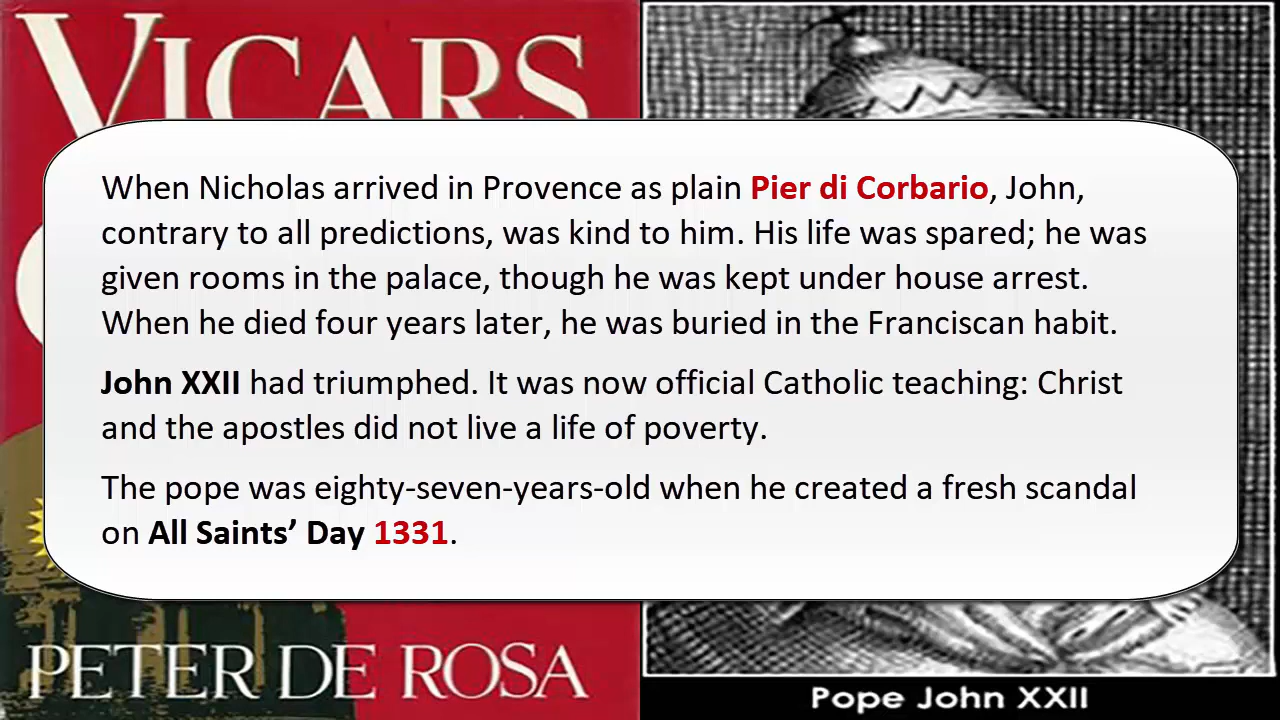 VICARS
When Nicholas arrived in Provence as plain Pier di Corbario, John,
contrary to all predictions, was kind to him. His life was spared; he was
given rooms in the palace, though he was kept under house arrest.
When he died four years later, he was buried in the Franciscan habit.
John XXII had triumphed. It was now official Catholic teaching: Christ
and the apostles did not live a life of poverty.
The pope was eighty-seven-years-old when he created a fresh scandal
on All Saints’ Day 1331.
PETER DE ROSA
Pope John XXII